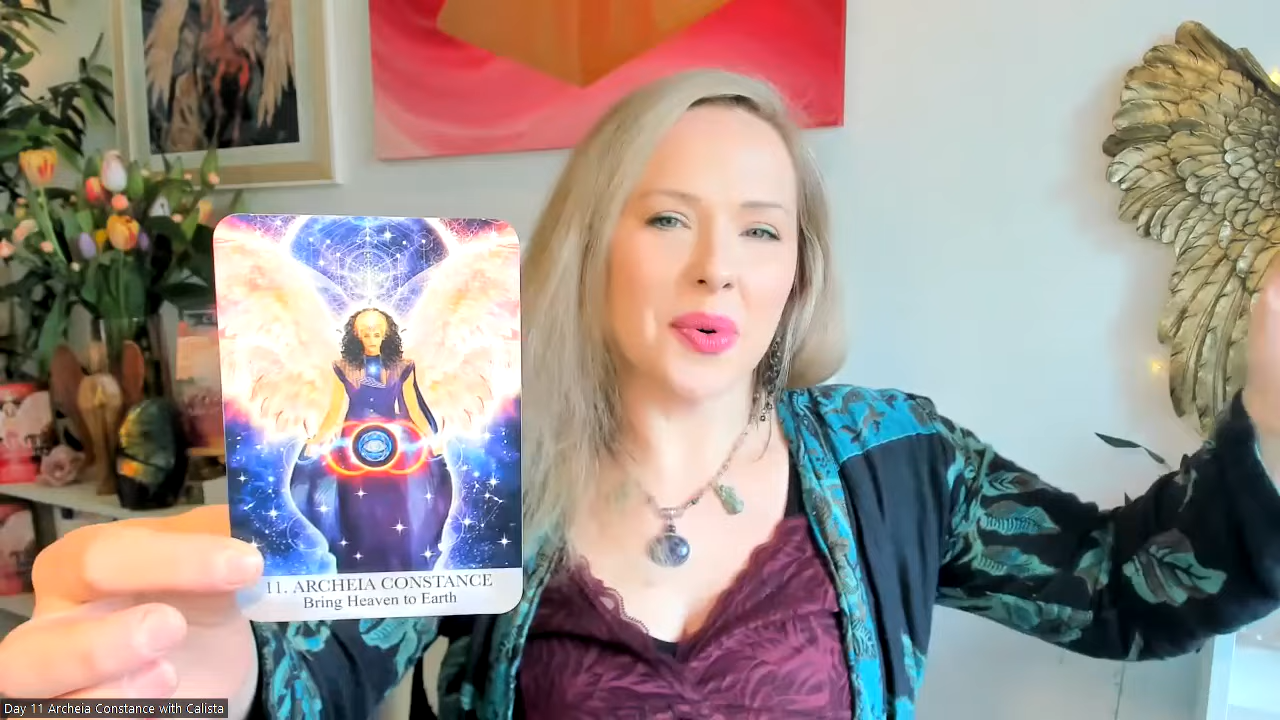 11. ARCHEIA CONSTANCE
Bring Heaven to Earth
Day 11 Archeia Constance with Calista